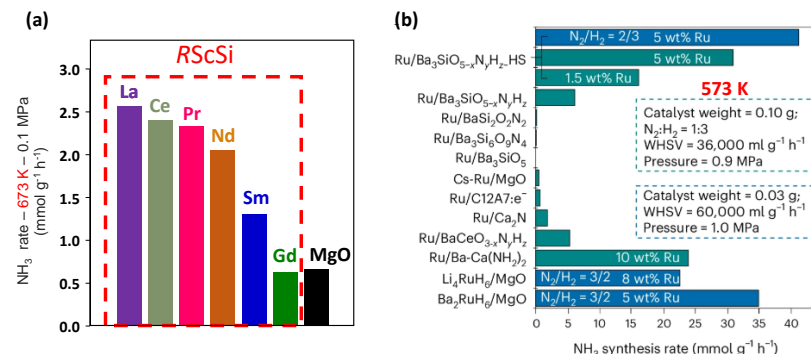 (a)
RScSi
3.0
2.5
2.0
1.5
1.0
0.5
0.0
NH₃ rate – 673 K – 0.1 MPa
(mmol g⁻¹ h⁻¹)
La
Ce
Pr
Nd
Sm
Gd
MgO
(b)
N₂/H₂ = 2/3
5 wt% Ru
Ru/Ba₃SiO₅₋ₓNᵧH_z-HS
5 wt% Ru
1.5 wt% Ru
573 K
Ru/Ba₃SiO₅₋ₓNᵧH_z
Ru/BaSi₂O₂N₂
Ru/Ba₃Si₆O₉N₄
Ru/Ba₃SiO₅
Cs-Ru/MgO
Ru/C12A7:e⁻
Ru/Ca₂N
Ru/BaCeO₃₋ₓNᵧH_z
Ru/Ba-Ca(NH₂)₂
10 wt% Ru
Li₄RuH₆/MgO
N₂/H₂ = 3/2
8 wt% Ru
Ba₂RuH₆/MgO
N₂/H₂ = 3/2
5 wt% Ru
Catalyst weight = 0.10 g;
N₂:H₂ = 1:3
WHSV = 36,000 ml g⁻¹ h⁻¹
Pressure = 0.9 MPa
Catalyst weight = 0.03 g;
WHSV = 60,000 ml g⁻¹ h⁻¹
Pressure = 1.0 MPa
0 5 10 15 20 25 30 35 40
NH₃ synthesis rate (mmol g⁻¹ h⁻¹)